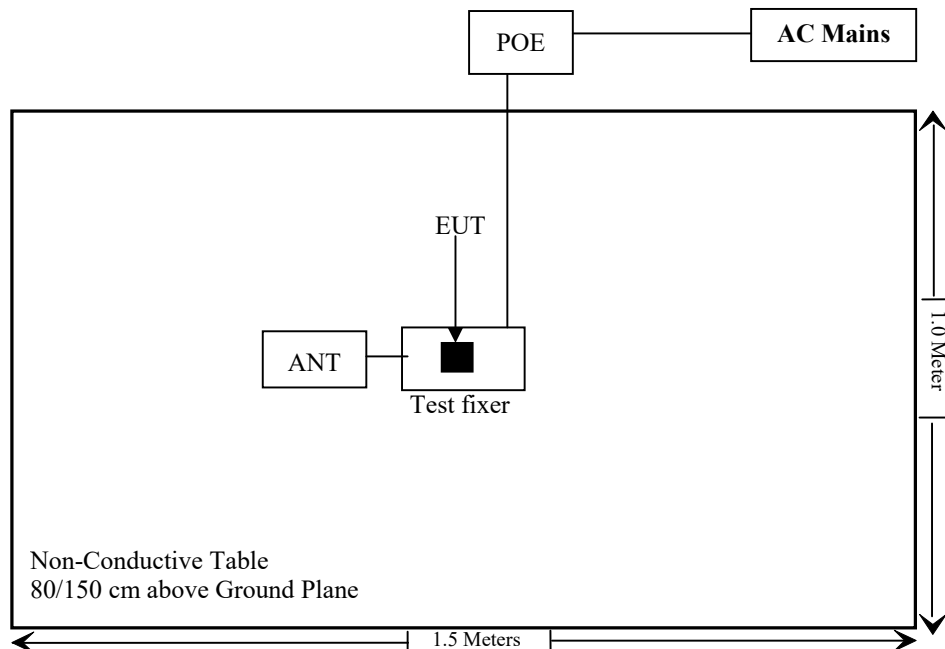 POE
AC Mains
EUT
ANT
Test fixer
1.0 Meter
Non-Conductive Table
80/150 cm above Ground Plane
1.5 Meters